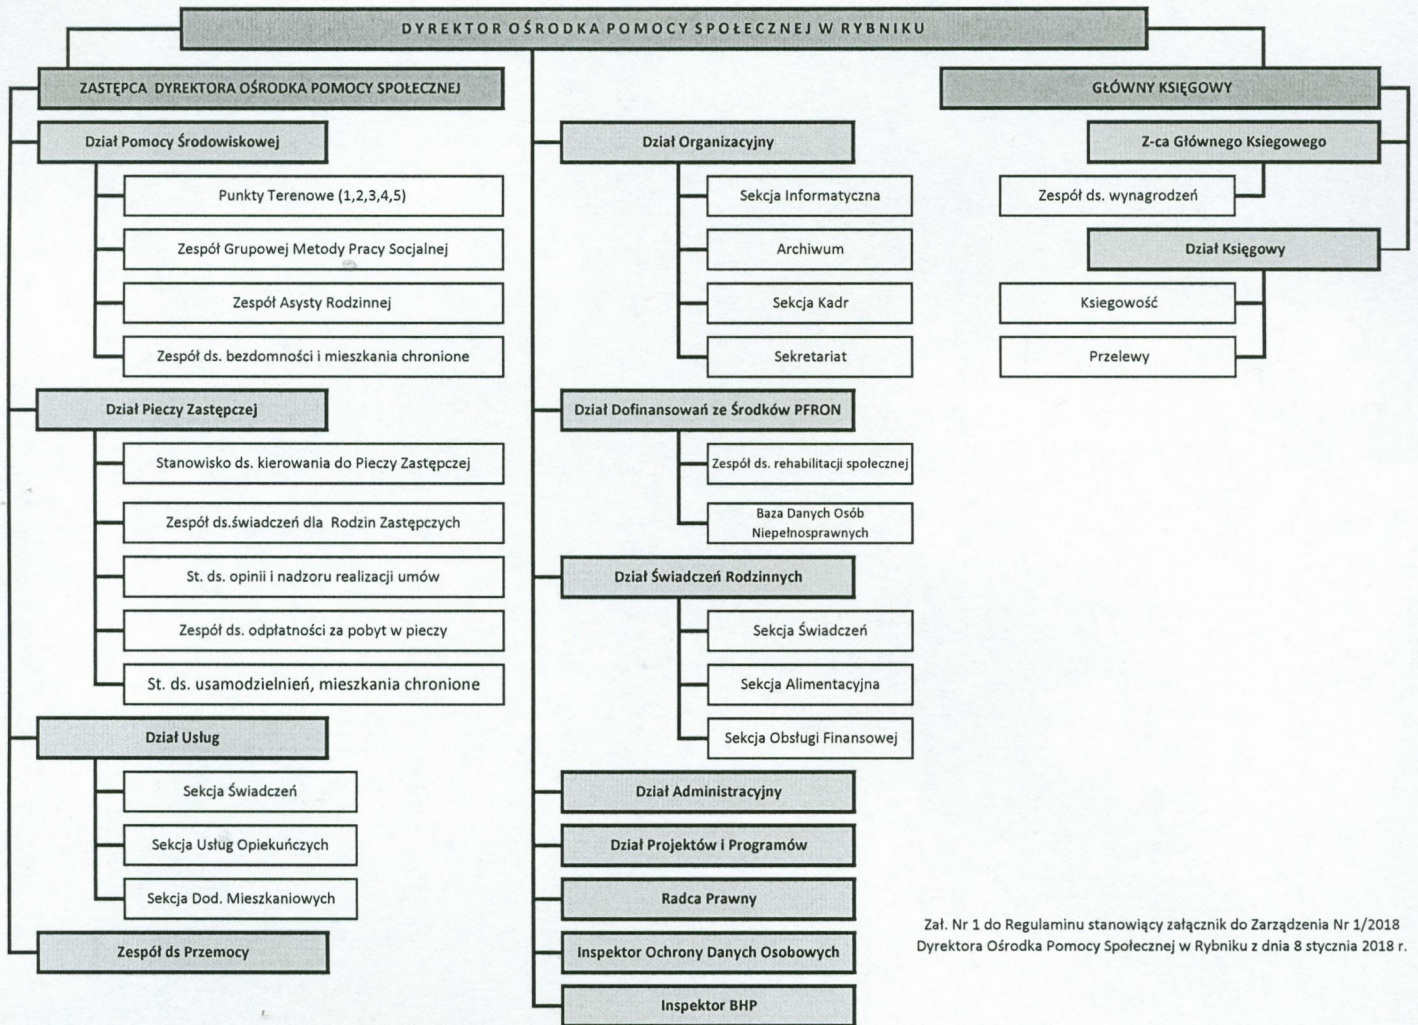 DYREKTOR OŚRODKA POMOCY SPOŁECZNEJ W RYBNIKU
ZASTĘPCA DYREKTORA OŚRODKA POMOCY SPOŁECZNEJ
Dział Pomocy Środowiskowej
Punkty Terenowe (1,2,3,4,5)
Zespół Grupowej Metody Pracy Socjalnej
Zespół Asysty Rodzinnej
Zespół ds. bezdomności i mieszkania chronione
Dział Pieczy Zastępczej
Stanowisko ds. kierowania do Pieczy Zastępczej
Zespół ds.świadczeń dla Rodzin Zastępczych
St. ds. opinii i nadzoru realizacji umów
Zespół ds. odpłatności za pobyt w pieczy
St. ds. usamodzielnień, mieszkania chronione
Dział Usług
Sekcja Świadczeń
Sekcja Usług Opiekuńczych
Sekcja Dod. Mieszkaniowych
Zespół ds Przemocy
Dział Organizacyjny
Sekcja Informatyczna
Archiwum
Sekcja Kadr
Sekretariat
Dział Dofinansowań ze Środków PFRON
Zespół ds. rehabilitacji społecznej
Baza Danych Osób
Niepełnosprawnych
Dział Świadczeń Rodzinnych
Sekcja Świadczeń
Sekcja Alimentacyjna
Sekcja Obsługi Finansowej
Dział Administracyjny
Dział Projektów i Programów
Radca Prawny
Inspektor Ochrony Danych Osobowych
Inspektor BHP
GŁÓWNY KSIĘGOWY
Z-ca Głównego Ksiegowego
Zespół ds. wynagrodzeń
Dział Księgowy
Ksiegowość
Przelewy
Zał. Nr 1 do Regulaminu stanowiący załącznik do Zarządzenia Nr 1/2018
Dyrektora Ośrodka Pomocy Społecznej w Rybniku z dnia 8 stycznia 2018 r.